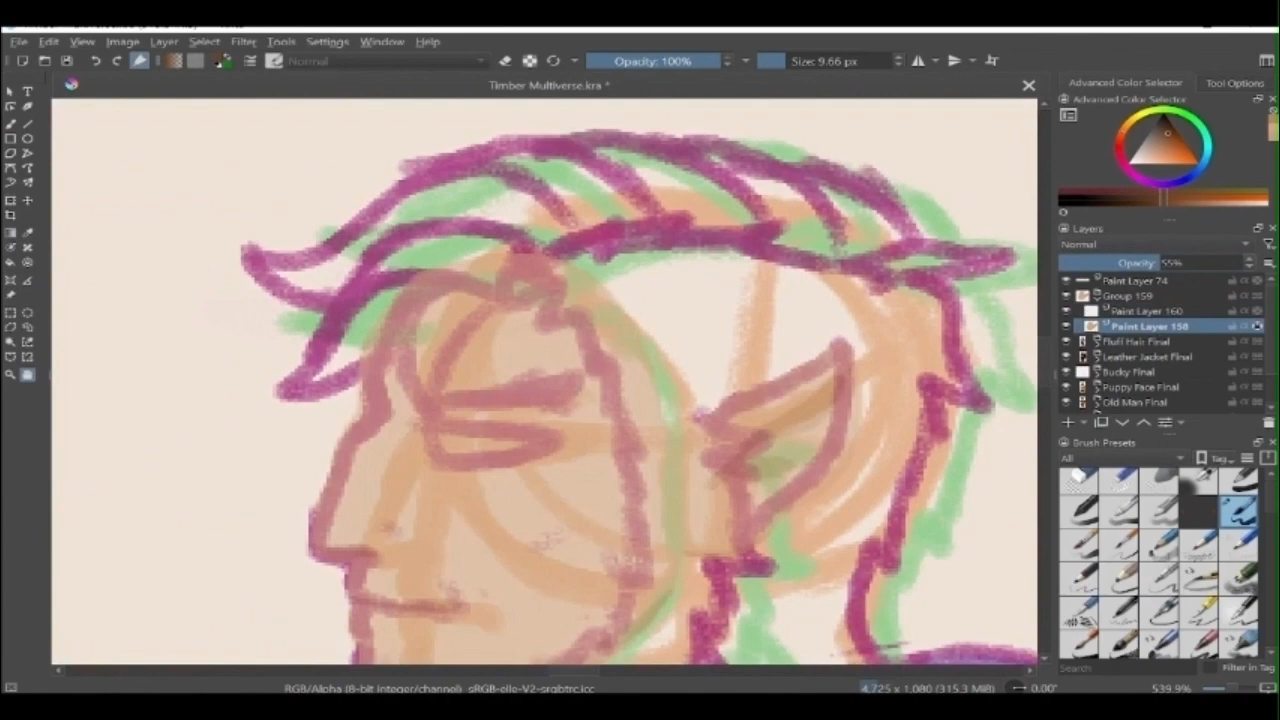 File Edit View Image Layer Select Filter Tools Settings Window Help
Normal Opacity: 100% Size: 9.66 px
Timber Multiverse.kra *
Advanced Color Selector Tool Options
Advanced Color Selector
Layers
Normal
Opacity: 55%
Paint Layer 74
Group 159
Paint Layer 160
Paint Layer 158
Fluff Hair Final
Leather Jacket Final
Bucky Final
Puppy Face Final
Old Man Final
Brush Presets
All Tag
Search Filter in Tag
RGB/Alpha (8-bit integer/channel) sRGB-elle-V2-srgbtrc.icc 4,725 x 1,080 (315.3 MiB) 0.00° 539.9%